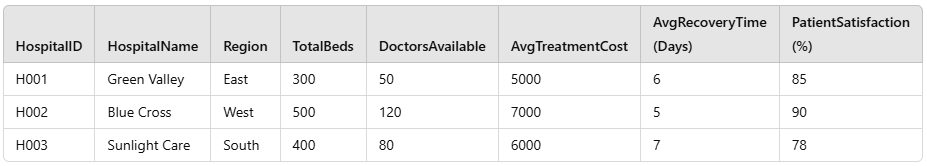 HospitalID HospitalName Region TotalBeds DoctorsAvailable AvgTreatmentCost AvgRecoveryTime (Days) PatientSatisfaction (%)
H001 Green Valley East 300 50 5000 6 85
H002 Blue Cross West 500 120 7000 5 90
H003 Sunlight Care South 400 80 6000 7 78